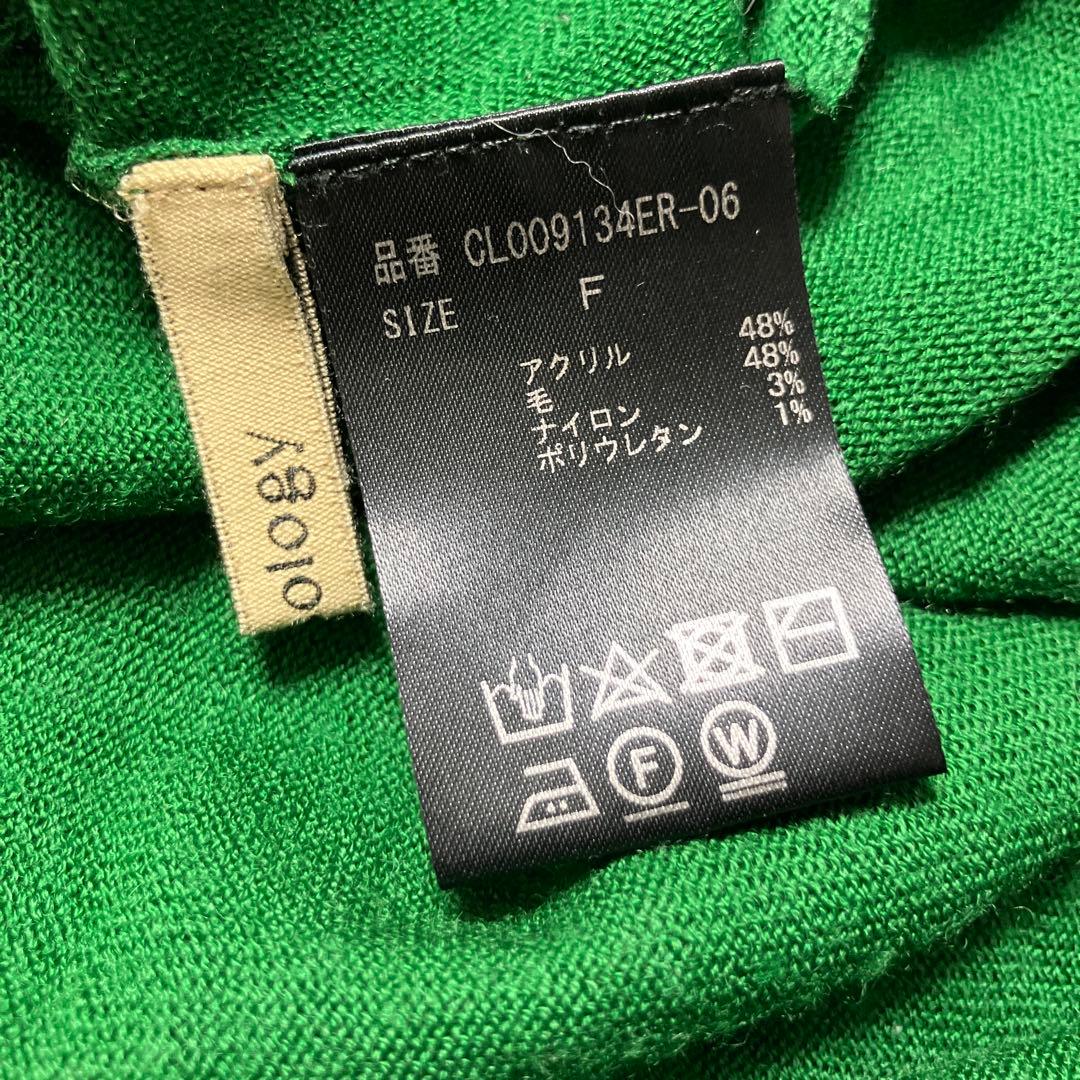 品番 CL009134ER-06
SIZE F
アクリル 48%
毛 48%
ナイロン 3%
ポリウレタン 1%
F W
ology